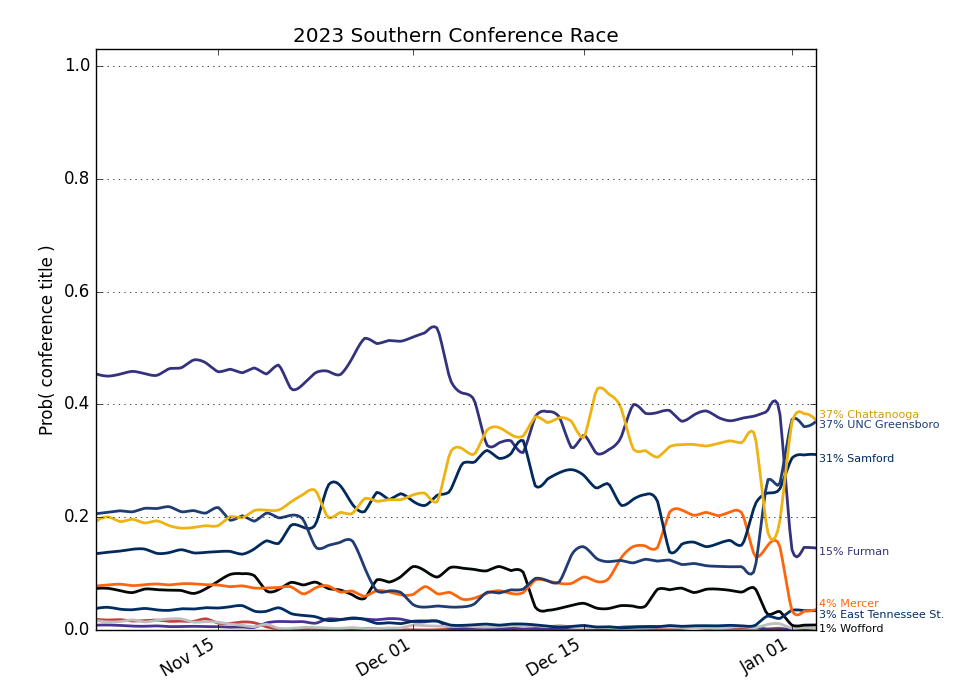 2023 Southern Conference Race
Prob( conference title )
1.0
0.8
0.6
0.4
0.2
0.0
Nov 15
Dec 01
Dec 15
Jan 01
37% Chattanooga
37% UNC Greensboro
31% Samford
15% Furman
4% Mercer
3% East Tennessee St.
1% Wofford